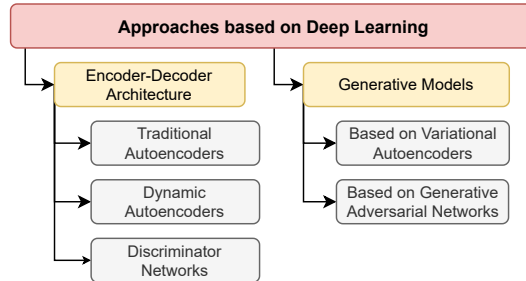 Approaches based on Deep Learning
Encoder-Decoder
Architecture
Traditional
Autoencoders
Dynamic
Autoencoders
Discriminator
Networks
Generative Models
Based on Variational
Autoencoders
Based on Generative
Adversarial Networks